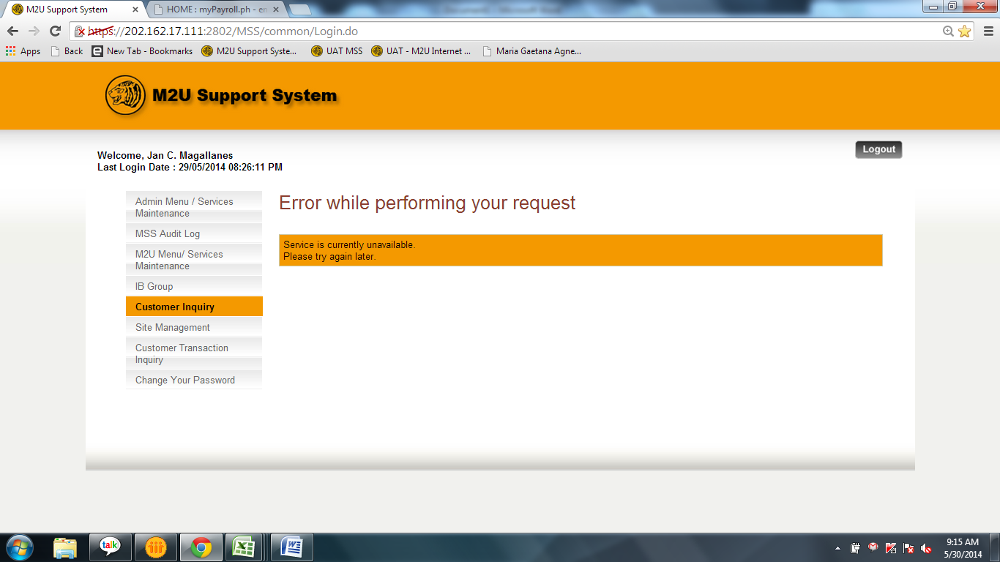 M2U Support System
HOME : myPayroll.ph - en
https://202.162.17.111:2802/MSS/common/Login.do
Apps
Back
New Tab - Bookmarks
M2U Support Syste...
UAT MSS
UAT - M2U Internet ...
Maria Gaetana Agne...
M2U Support System
Logout
Welcome, Jan C. Magallanes
Last Login Date : 29/05/2014 08:26:11 PM
Admin Menu / Services
Maintenance
MSS Audit Log
M2U Menu/ Services
Maintenance
IB Group
Customer Inquiry
Site Management
Customer Transaction
Inquiry
Change Your Password
Error while performing your request
Service is currently unavailable.
Please try again later.
talk
9:15 AM
5/30/2014